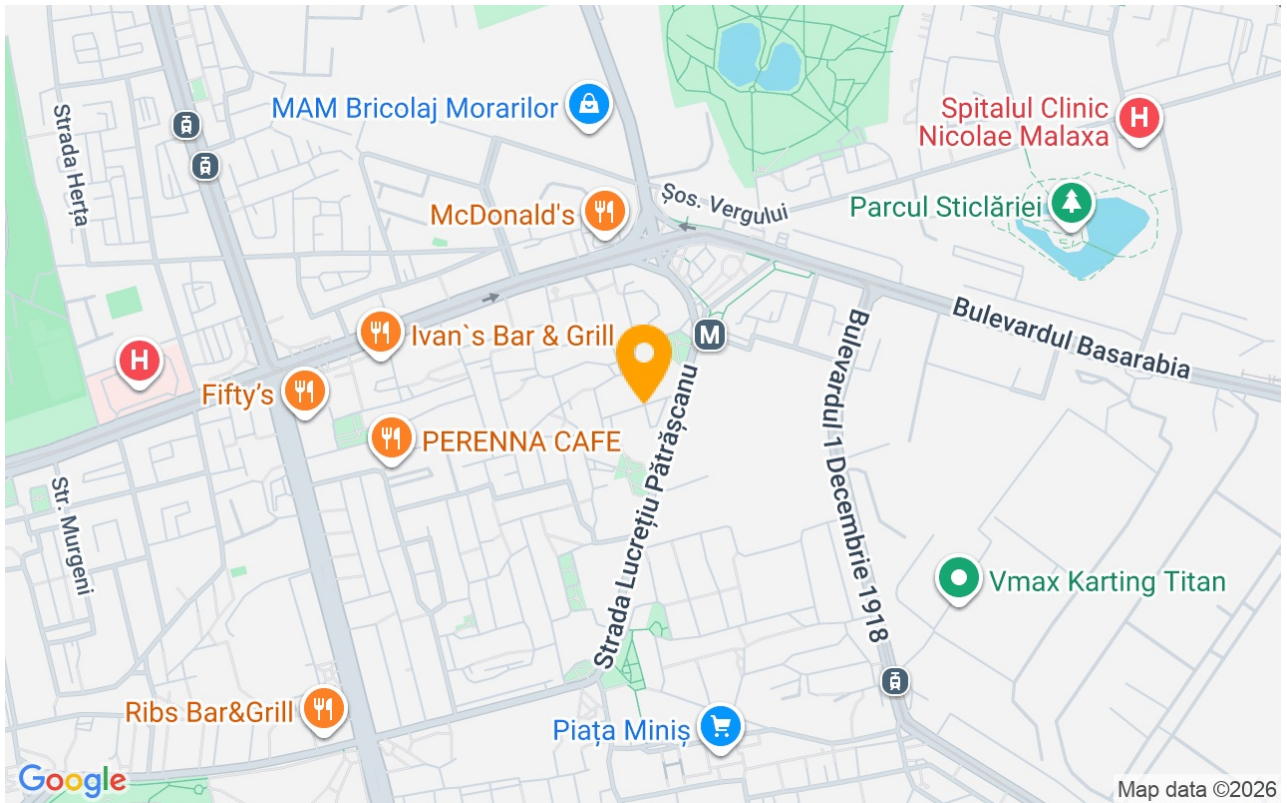 MAM Bricolaj Morarilor
Spitalul Clinic
Nicolae Malaxa
H
Strada Herța
McDonald's
Șos. Vergului
Parcul Sticlăriei
Bulevardul Basarabia
Ivan`s Bar & Grill
M
H
Fifty's
PERENNA CAFE
Strada Lucrețiu Pătrășcanu
Bulevardul 1 Decembrie 1918
Str. Murgeni
Vmax Karting Titan
Ribs Bar&Grill
Piața Miniș
Google
Map data ©2026